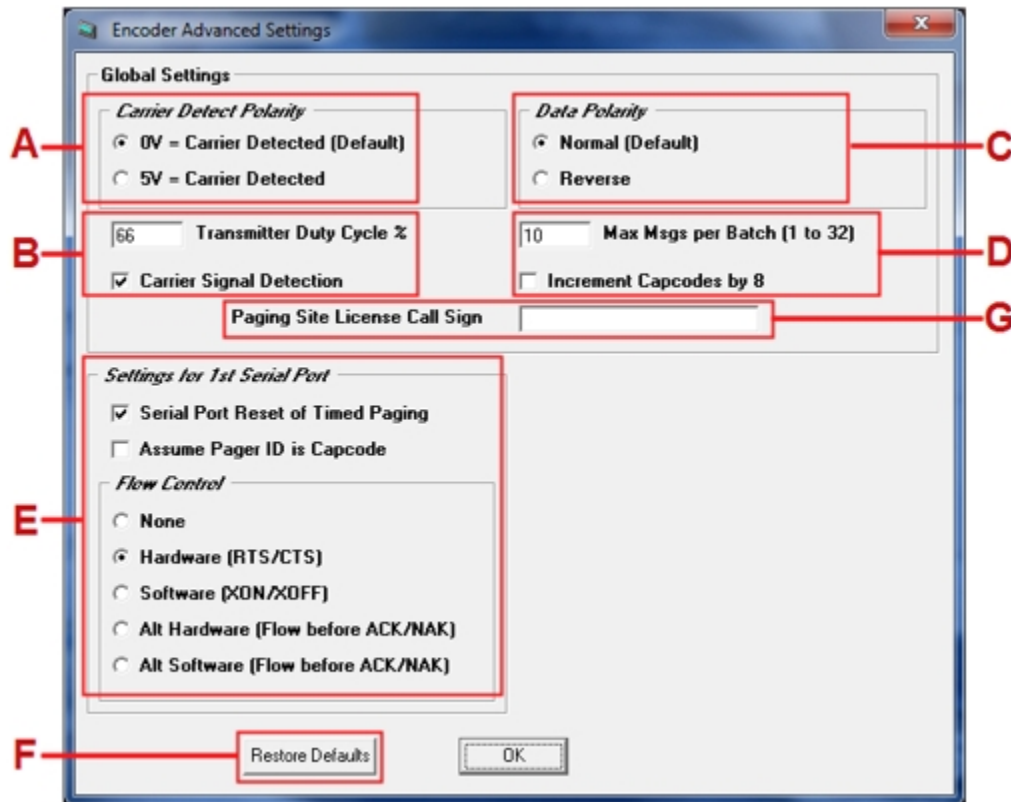 Encoder Advanced Settings
Global Settings
Carrier Detect Polarity
Data Polarity
A
0V = Carrier Detected (Default)
Normal (Default)
C
5V = Carrier Detected
Reverse
B
66 Transmitter Duty Cycle %
10 Max Msgs per Batch (1 to 32)
D
Carrier Signal Detection
Increment Capcodes by 8
Paging Site License Call Sign
G
Settings for 1st Serial Port
Serial Port Reset of Timed Paging
Assume Pager ID is Capcode
Flow Control
E
None
Hardware (RTS/CTS)
Software (XON/XOFF)
Alt Hardware (Flow before ACK/NAK)
Alt Software (Flow before ACK/NAK)
F
Restore Defaults
OK